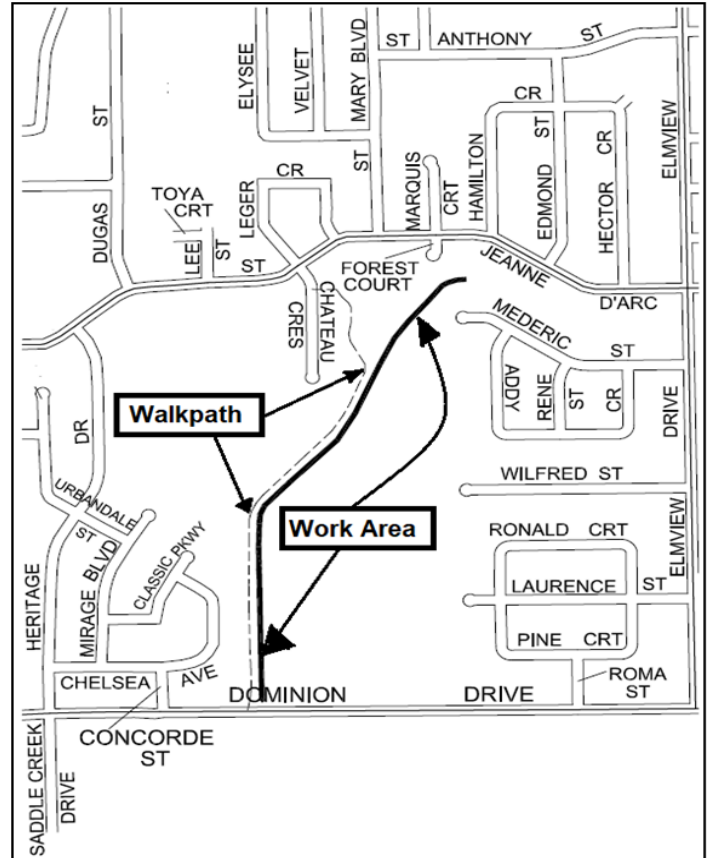 ST
ANTHONY
ST
ELYSEE
VELVET
MARY BLVD
ST
ST
DUGAS
CR
HAMILTON
ST
EDMOND
CR
HECTOR
ELMVIEW
TOYA
CRT
LEE
ST
LEGER
CR
MARQUIS
CRT
ST
FOREST
COURT
JEANNE
D'ARC
CHATEAU
CRES
MEDERIC
ST
ADDY
RENE
ST
CR
DRIVE
Walkpath
DR
URBANDALE
ST
WILFRED ST
Work Area
RONALD CRT
ELMVIEW
HERITAGE
MIRAGE
BLVD
CLASSIC PKWY
LAURENCE ST
PINE CRT
ROMA
ST
CHELSEA
AVE
DOMINION DRIVE
CONCORDE
ST
SADDLE CREEK
DRIVE